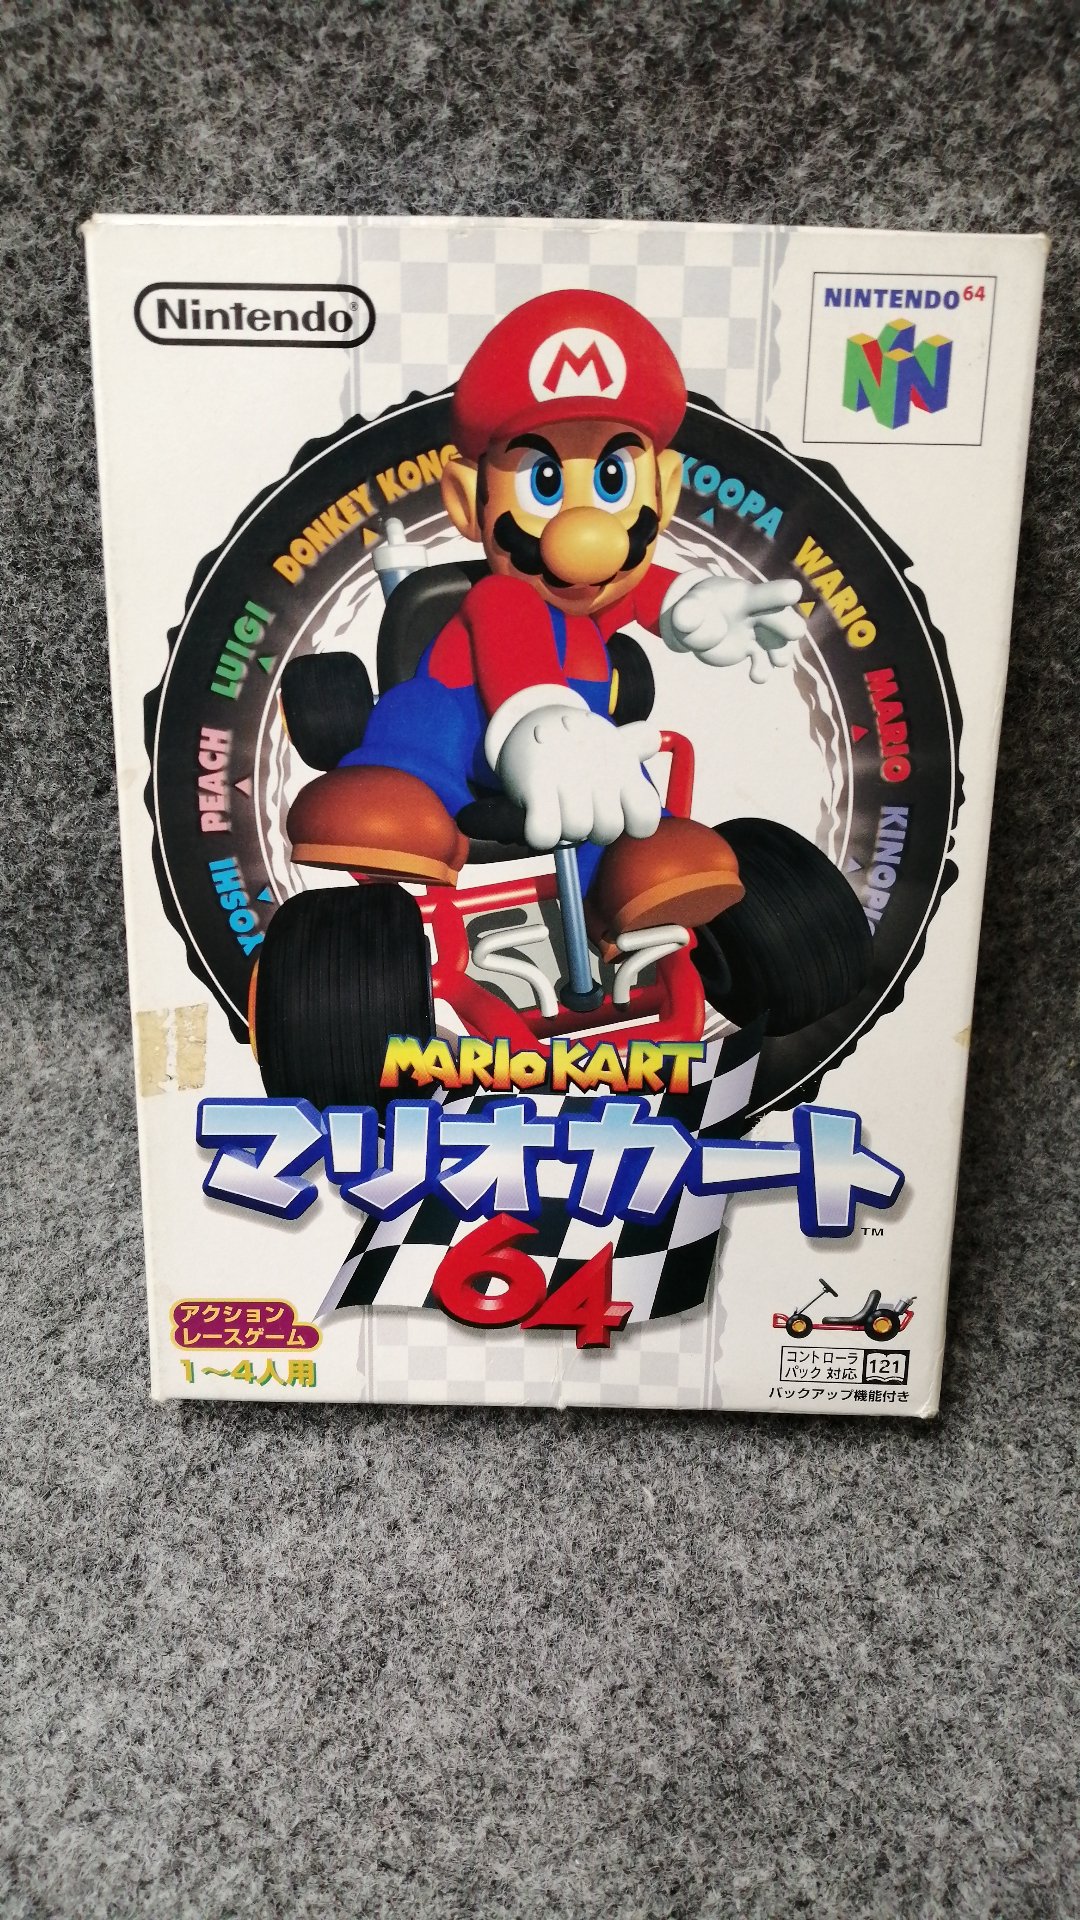 Nintendo®
NINTENDO64
M
DONKEY KONG
LUIGI
PEACH
YOSHI
KOOPA
WARIO
MARIO
MARIO KART
マリオカート
TM
64
アクション
レースゲーム
1〜4人用
コントローラ
パック 対応
121
バックアップ機能付き